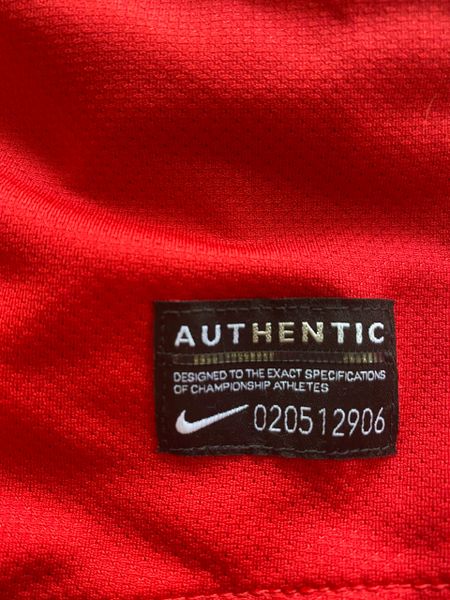 AUTHENTIC
DESIGNED TO THE EXACT SPECIFICATIONS
OF CHAMPIONSHIP ATHLETES
020512906